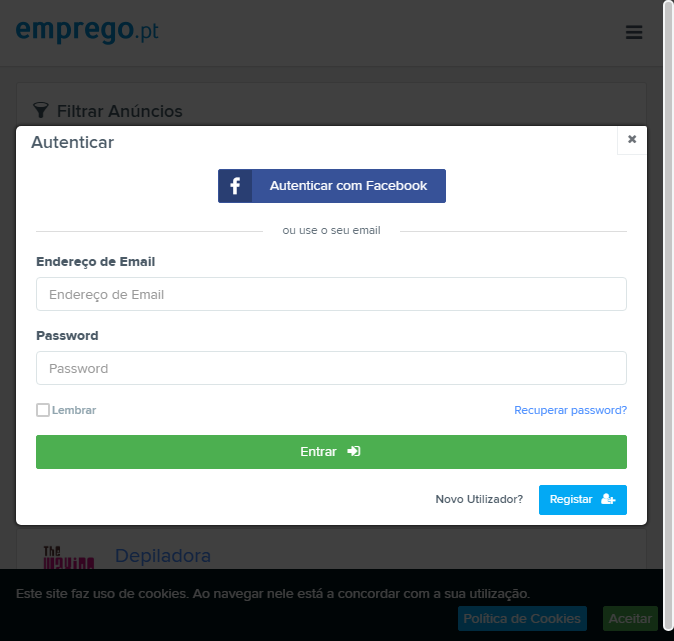 emprego.pt
Filtrar Anúncios
Autenticar
Autenticar com Facebook
ou use o seu email
Endereço de Email
Endereço de Email
Password
Password
Lembrar
Recuperar password?
Entrar
Novo Utilizador?
Registar
The
Depiladora
Este site faz uso de cookies. Ao navegar nele está a concordar com a sua utilização.
Política de Cookies
Aceitar